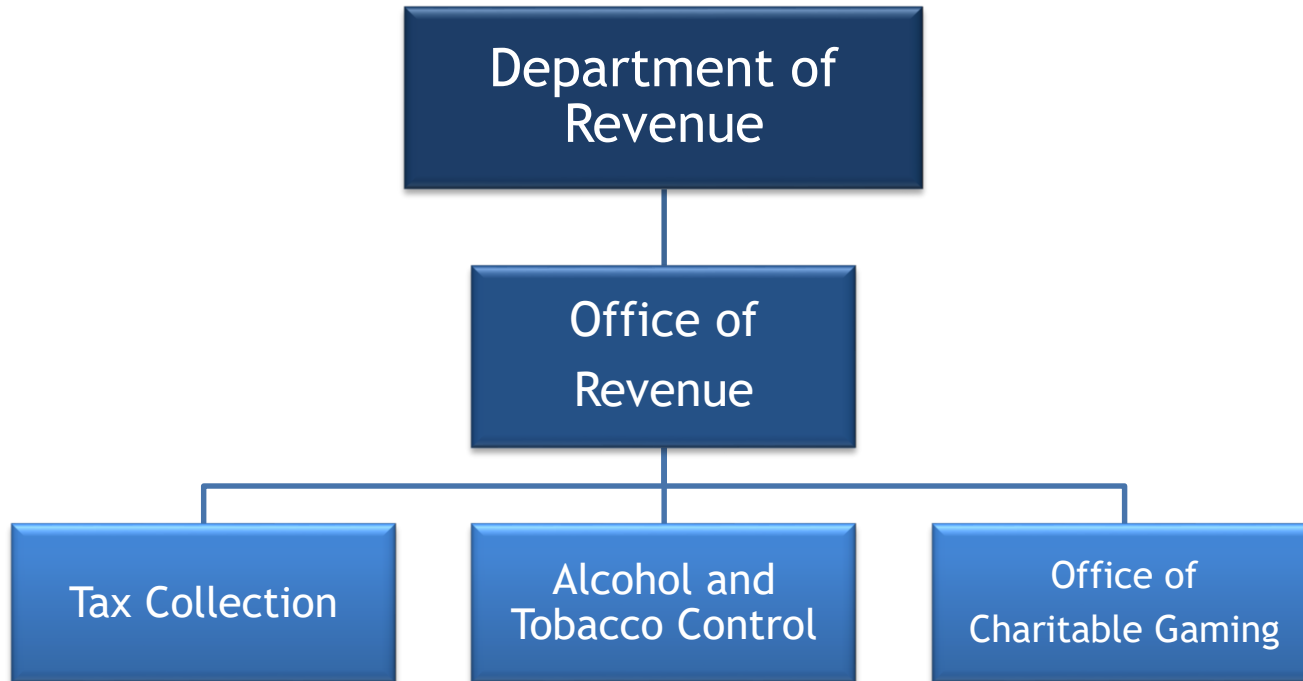 Department of
Revenue
Office of
Revenue
Tax Collection
Alcohol and
Tobacco Control
Office of
Charitable Gaming